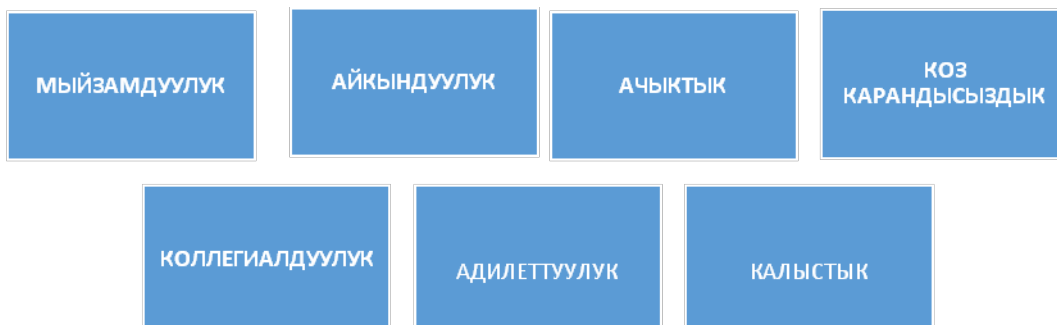 МЫЙЗАМДУУЛУК
АЙКЫНДУУЛУК
АЧЫКТЫК
КОЗ
КАРАНДЫСЫЗДЫК
КОЛЛЕГИАЛДУУЛУК
АДИЛЕТТУУЛУК
КАЛЫСТЫК